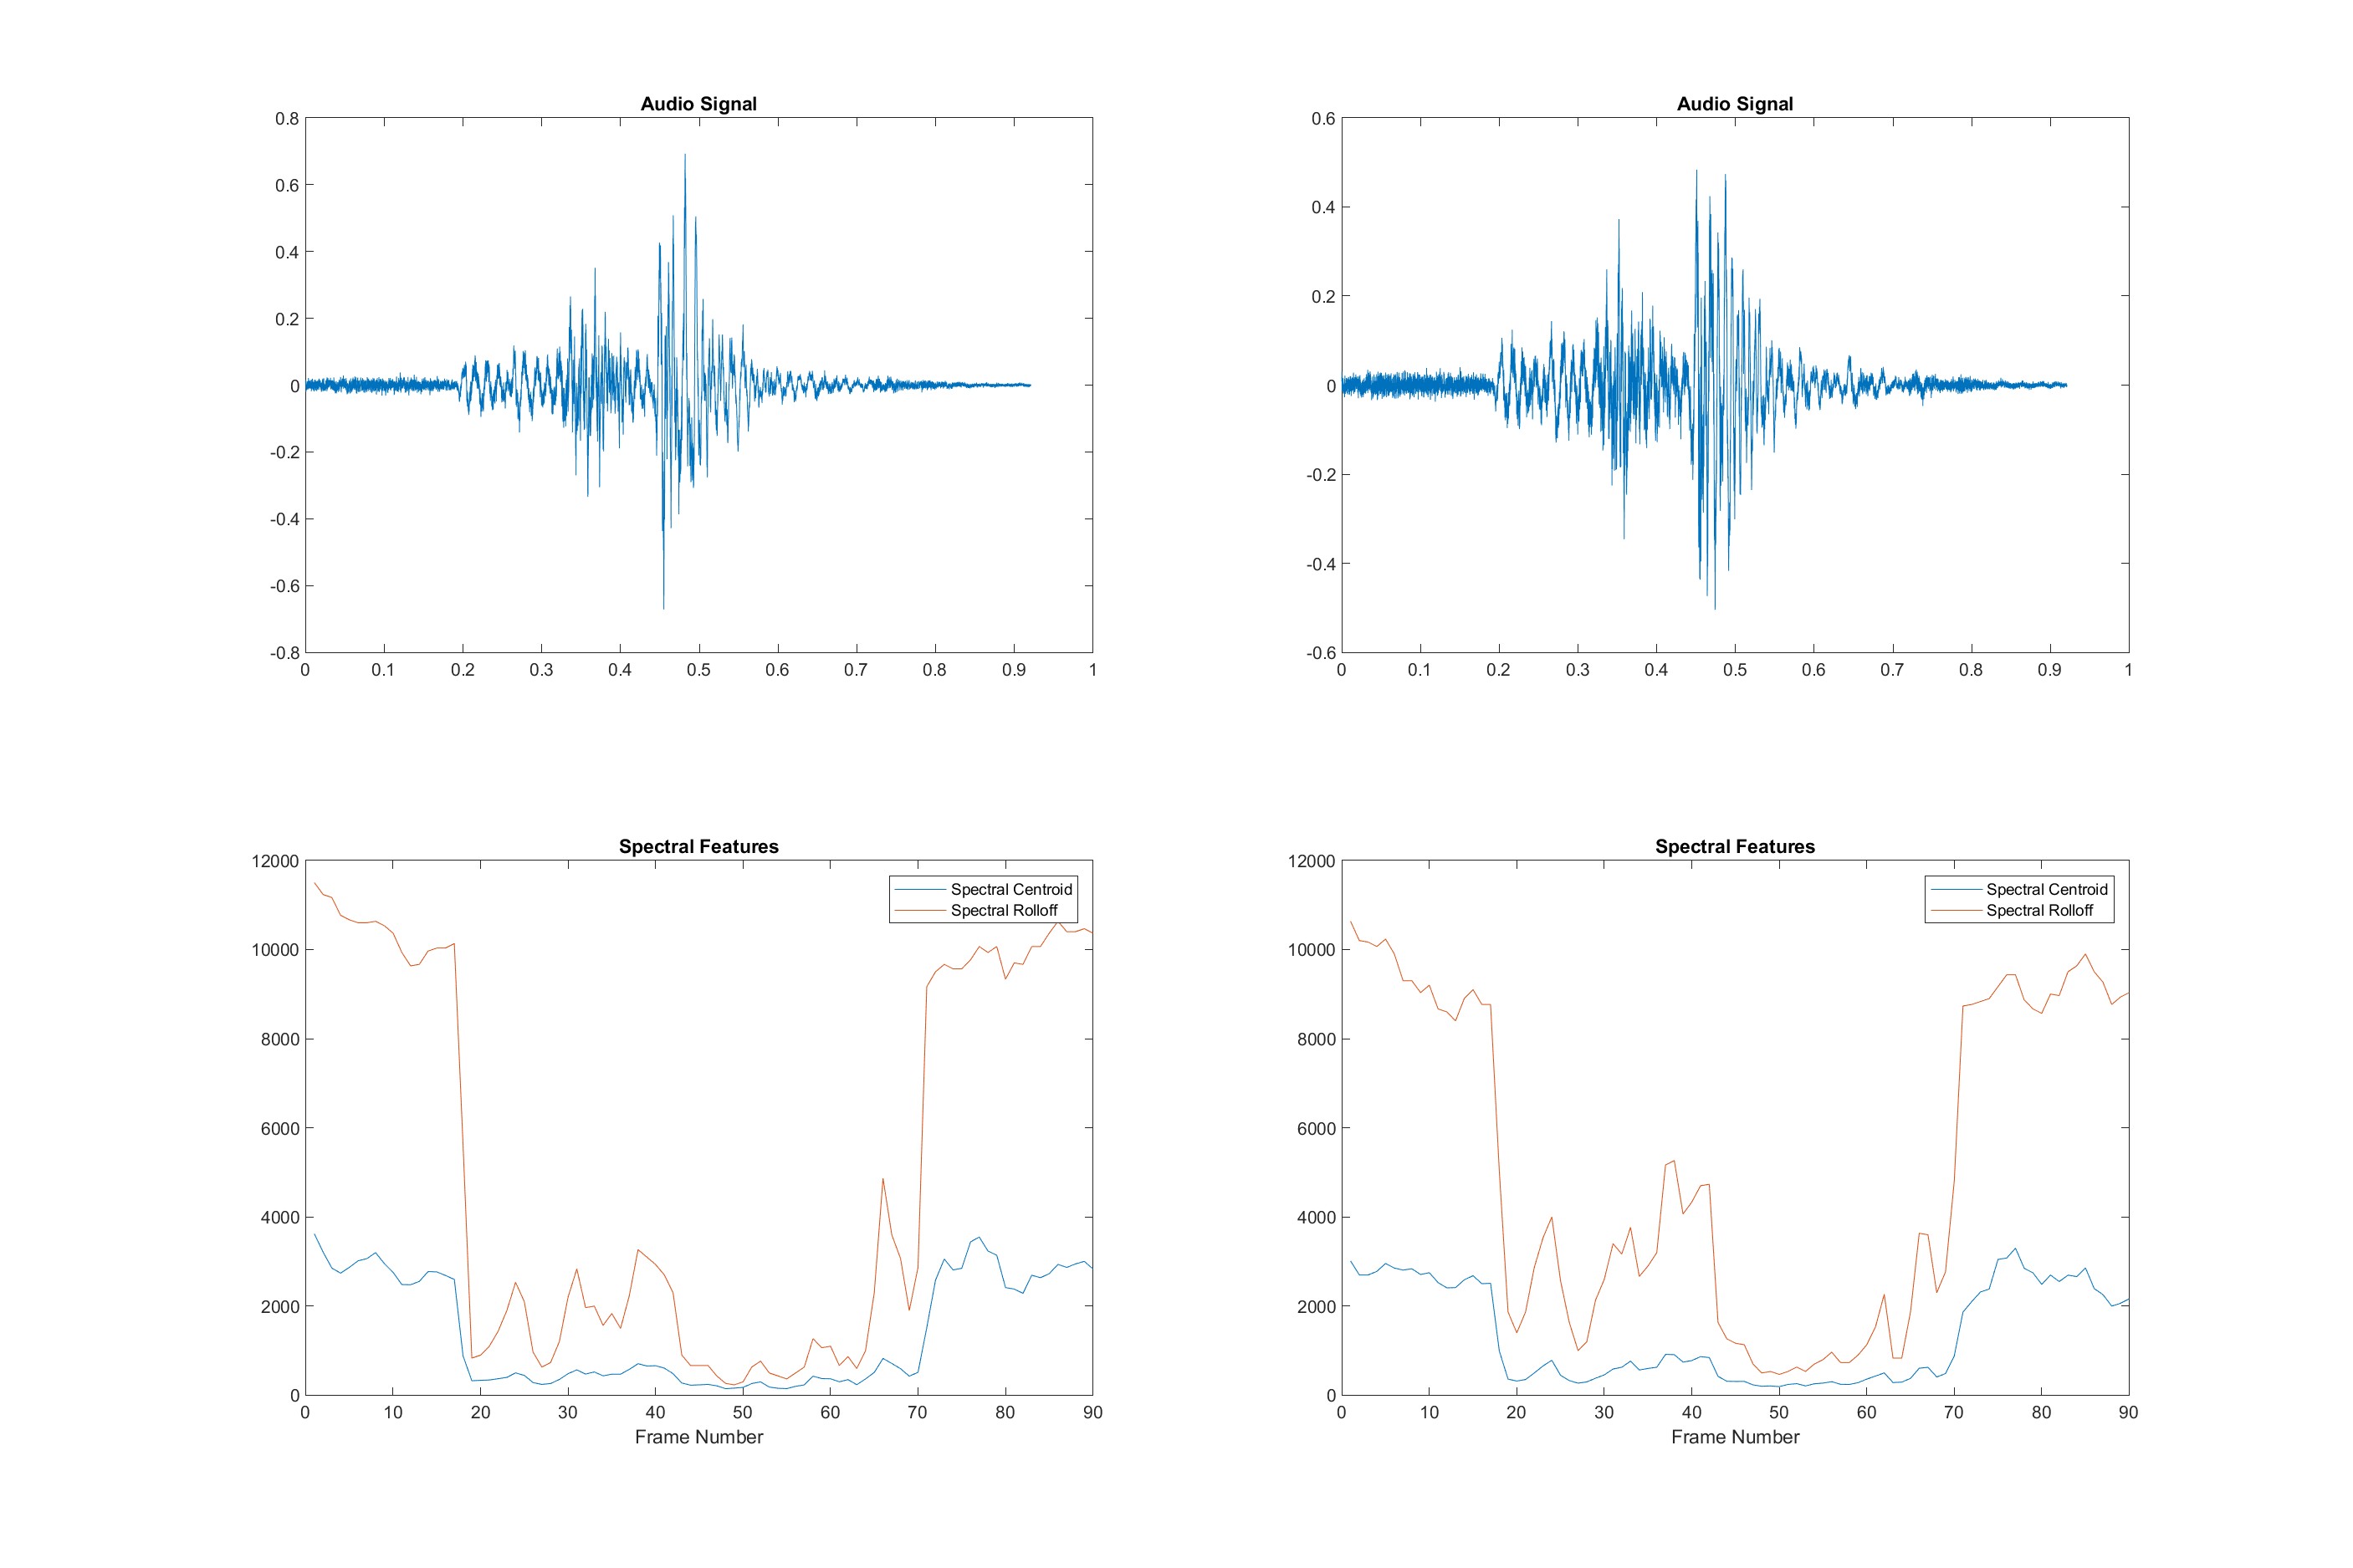 Audio Signal
0.8
0.6
0.4
0.2
0
-0.2
-0.4
-0.6
-0.8
0 0.1 0.2 0.3 0.4 0.5 0.6 0.7 0.8 0.9 1
Audio Signal
0.6
0.4
0.2
0
-0.2
-0.4
-0.6
0 0.1 0.2 0.3 0.4 0.5 0.6 0.7 0.8 0.9 1
Spectral Features
12000
10000
8000
6000
4000
2000
0
Spectral Centroid
Spectral Rolloff
0 10 20 30 40 50 60 70 80 90
Frame Number
Spectral Features
12000
10000
8000
6000
4000
2000
0
Spectral Centroid
Spectral Rolloff
0 10 20 30 40 50 60 70 80 90
Frame Number